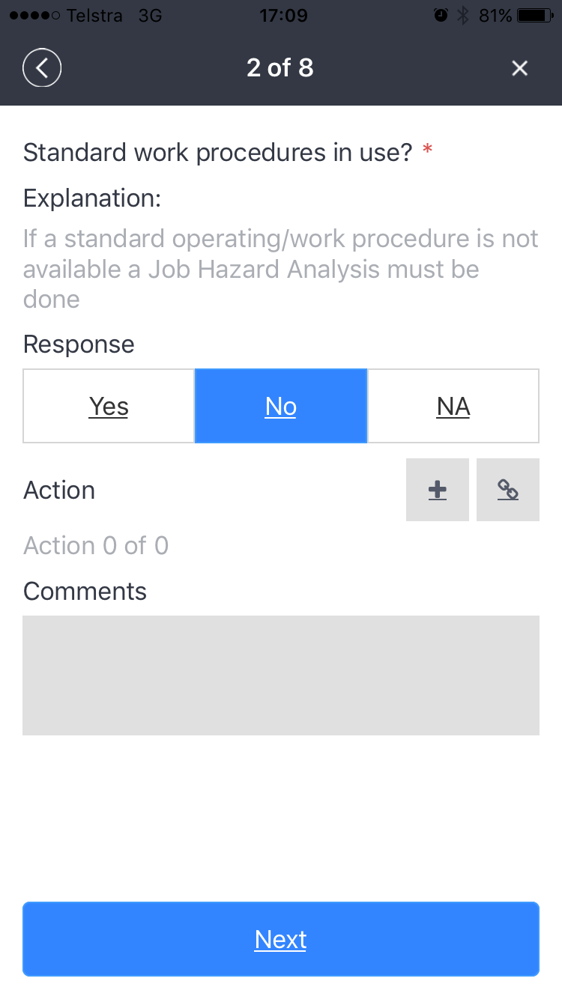 Telstra 3G 17:09 81%
2 of 8
Standard work procedures in use? *
Explanation:
If a standard operating/work procedure is not
available a Job Hazard Analysis must be
done
Response
Yes No NA
Action
Action 0 of 0
Comments
Next